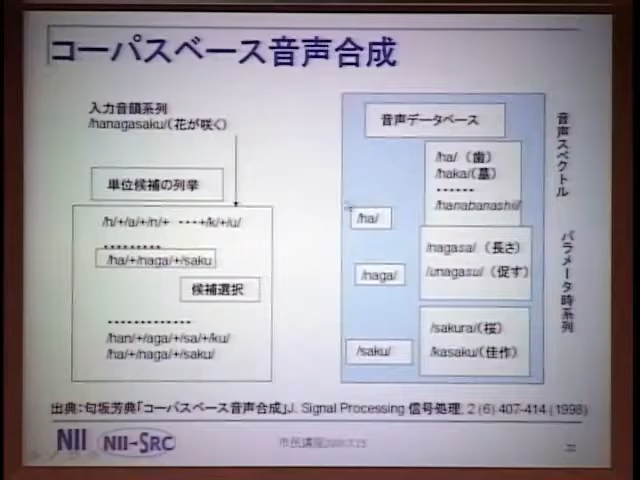 コーパスベース音声合成
入力音韻系列
/hanagasaku/(花が咲く)
単位候補の列挙
/h/+/a/+/n/+ ････+/k/+/u/
･････････
/ha/+/naga/+/saku
候補選択
･････････････
/han/+/aga/+/sa/+/ku/
/ha/+/naga/+/saku/
音声データベース
/ha/ (歯)
/haka/(墓)
･･････
/hanabanashii/
/ha/
/nagasa/ (長さ)
/unagasu/ (促す)
/naga/
/sakura/(桜)
/kasaku/(佳作)
/saku/
音声スペクトル
パラメータ時系列
出典：匂坂芳典「コーパスベース音声合成」J. Signal Processing 信号処理, 2 (6) 407-414 (1998)
NII NII-SRC